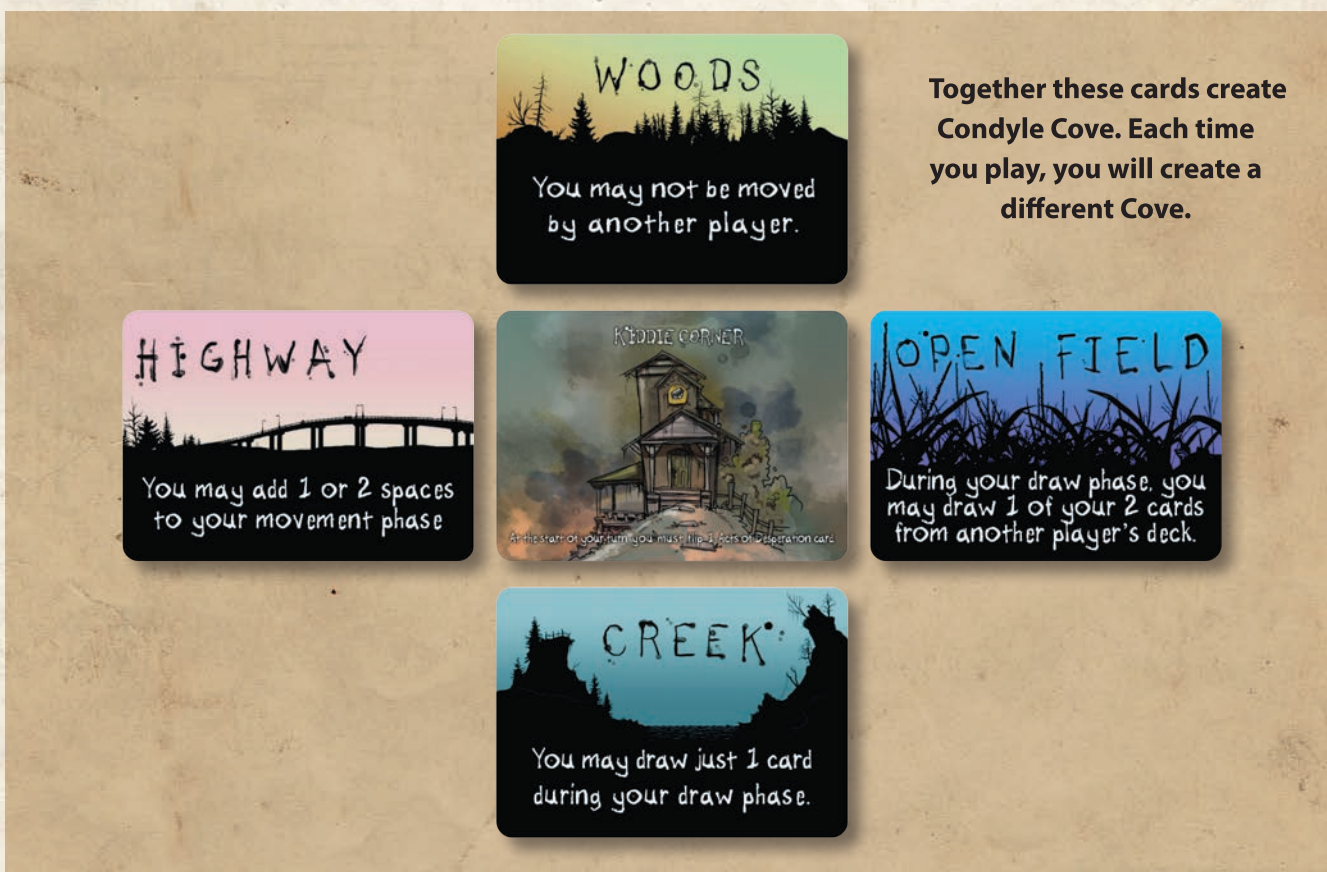 WOODS
You may not be moved
by another player.
Together these cards create
Condyle Cove. Each time
you play, you will create a
different Cove.
HIGHWAY
You may add 1 or 2 spaces
to your movement phase
KIDDIE CORNER
At the start of your turn you must flip 1 Acts of Desperation card
OPEN FIELD
During your draw phase, you
may draw 1 of your 2 cards
from another player's deck.
CREEK
You may draw just 1 card
during your draw phase.